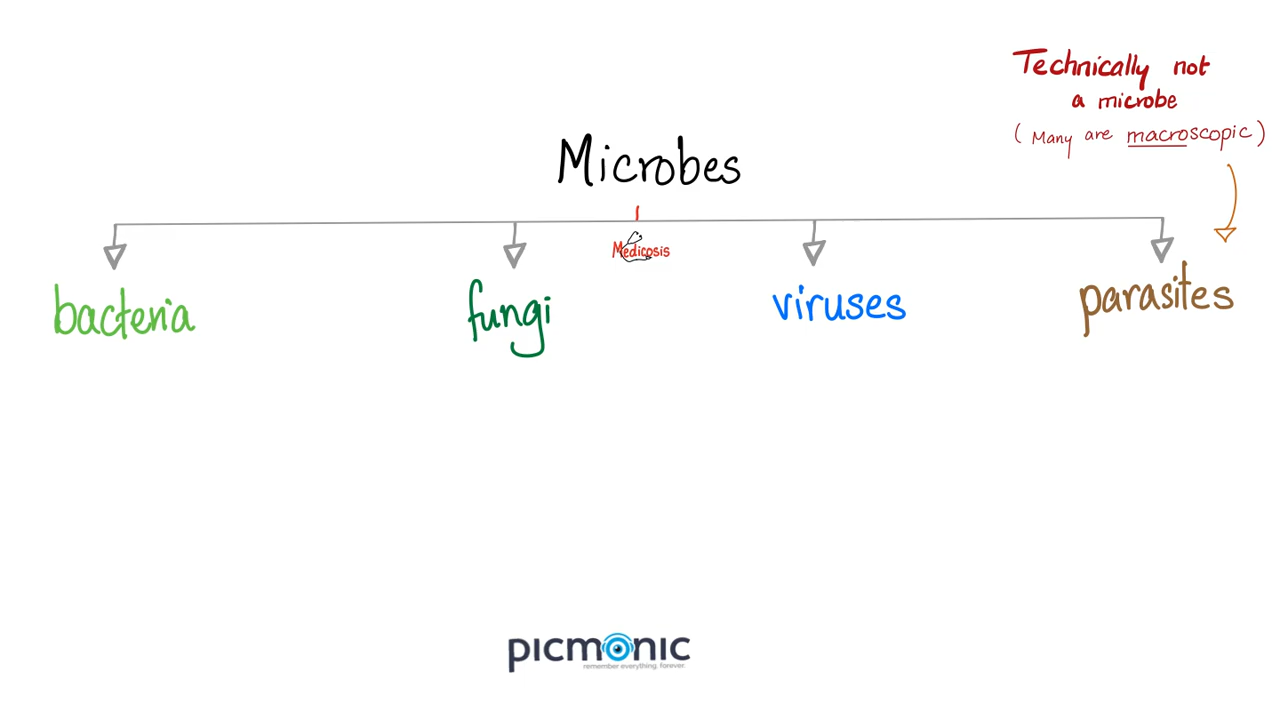 Technically not
a microbe
( Many are macroscopic )
Microbes
Medicosis
bacteria
fungi
viruses
parasites
picmonic
remember everything. forever.